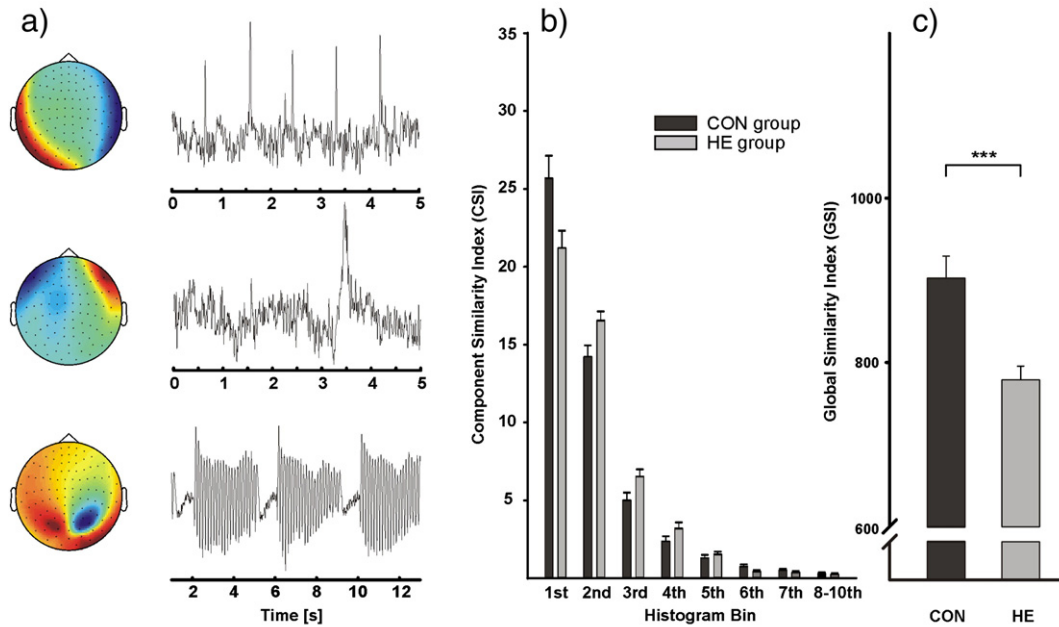 a)
0 1 2 3 4 5
0 1 2 3 4 5
2 4 6 8 10 12
Time [s]
b)
35
30
25
20
15
10
5
Component Similarity Index (CSI)
CON group
HE group
1st 2nd 3rd 4th 5th 6th 7th 8-10th
Histogram Bin
c)
1000
800
600
Global Similarity Index (GSI)
***
CON HE